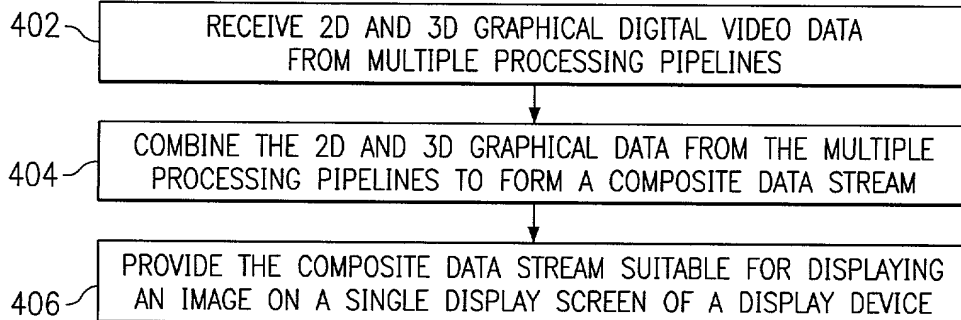 402
RECEIVE 2D AND 3D GRAPHICAL DIGITAL VIDEO DATA
FROM MULTIPLE PROCESSING PIPELINES
404
COMBINE THE 2D AND 3D GRAPHICAL DATA FROM THE MULTIPLE
PROCESSING PIPELINES TO FORM A COMPOSITE DATA STREAM
406
PROVIDE THE COMPOSITE DATA STREAM SUITABLE FOR DISPLAYING
AN IMAGE ON A SINGLE DISPLAY SCREEN OF A DISPLAY DEVICE